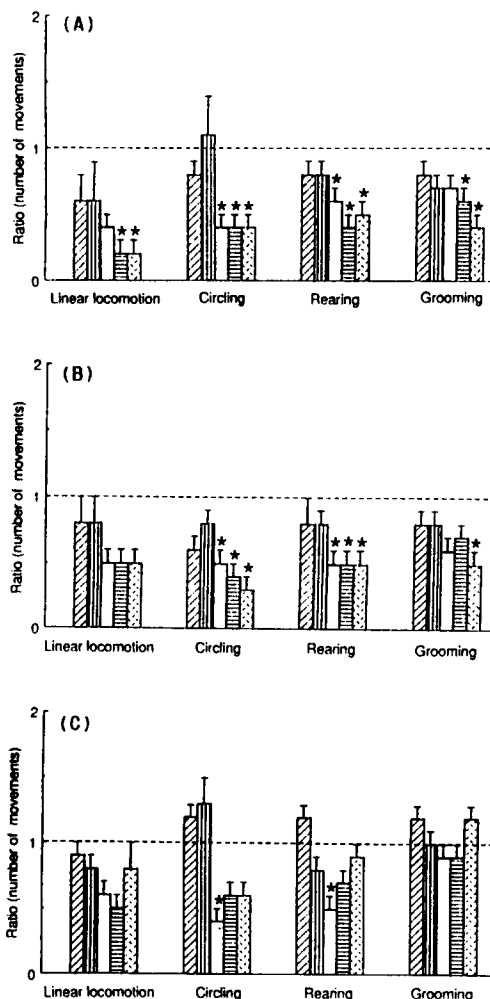 (A)
Ratio (number of movements)
2
1
0
* *
* * *
* * *
* *
Linear locomotion Circling Rearing Grooming
(B)
Ratio (number of movements)
2
1
0
* * *
* * *
*
Linear locomotion Circling Rearing Grooming
(C)
Ratio (number of movements)
2
1
0
*
*
Linear locomotion Circling Rearing Grooming